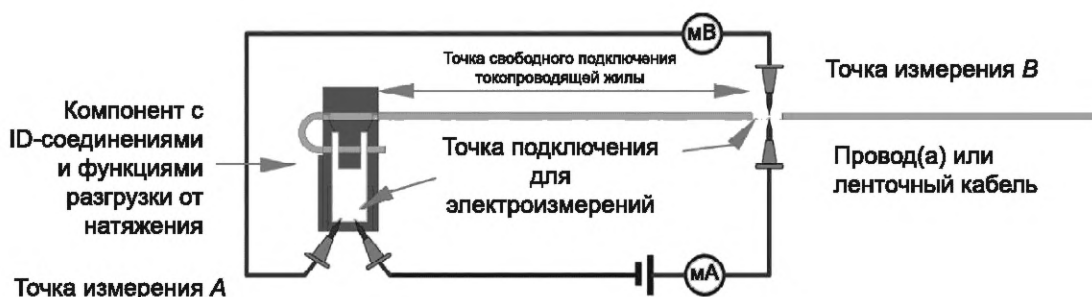 мВ
Точка свободного подключения
токопроводящей жилы
Точка измерения В
Компонент с
ID-соединениями
и функциями
разгрузки от
натяжения
Точка подключения
для
электроизмерений
Провод(а) или
ленточный кабель
мА
Точка измерения А